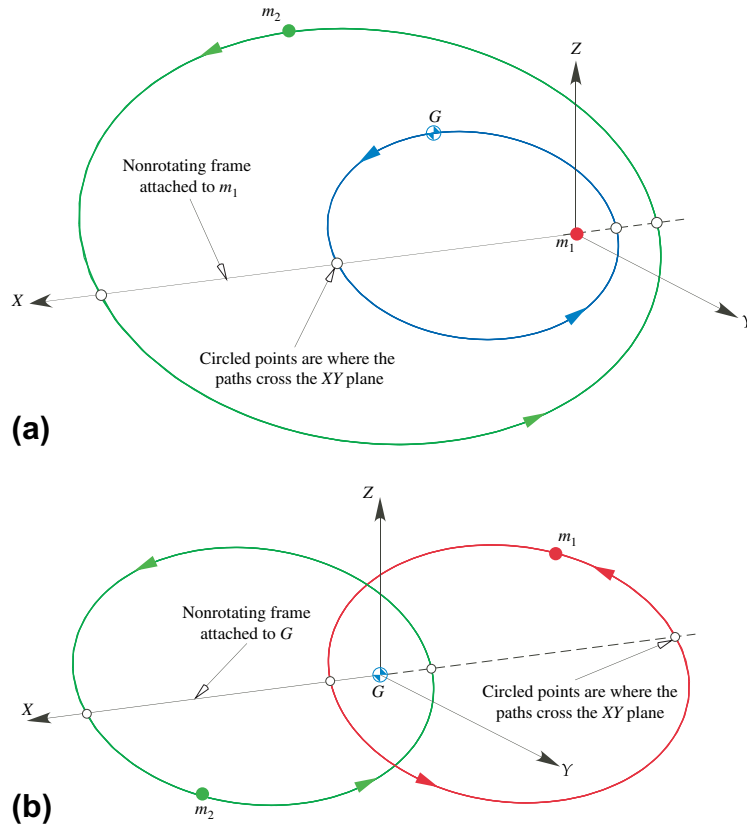 m2
Z
G
Nonrotating frame
attached to m1
m1
X
Y
Circled points are where the
paths cross the XY plane
(a)
Z
m1
Nonrotating frame
attached to G
X
G
Circled points are where the
paths cross the XY plane
Y
m2
(b)